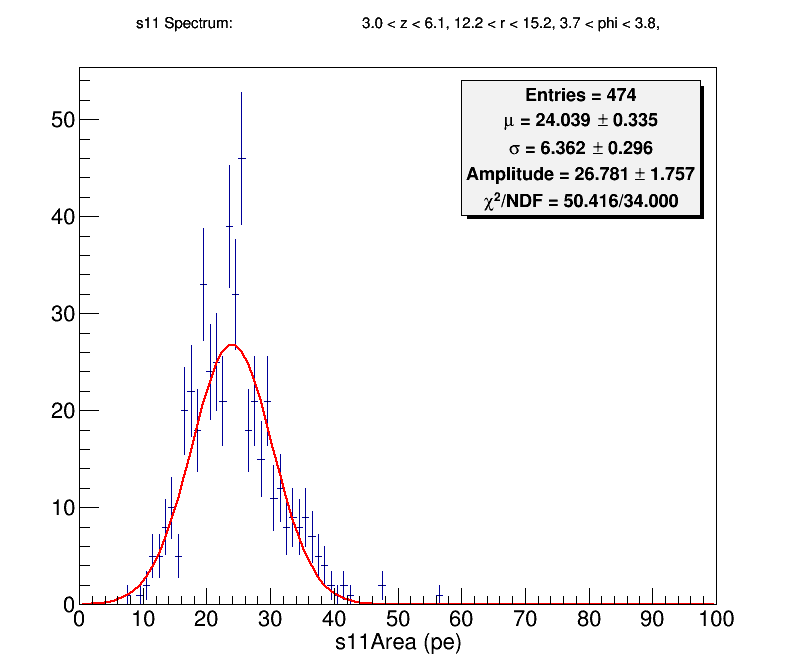 s11 Spectrum: 3.0 < z < 6.1, 12.2 < r < 15.2, 3.7 < phi < 3.8,
Entries = 474
μ = 24.039 ± 0.335
σ = 6.362 ± 0.296
Amplitude = 26.781 ± 1.757
χ²/NDF = 50.416/34.000
50
40
30
20
10
0
0 10 20 30 40 50 60 70 80 90 100
s11Area (pe)